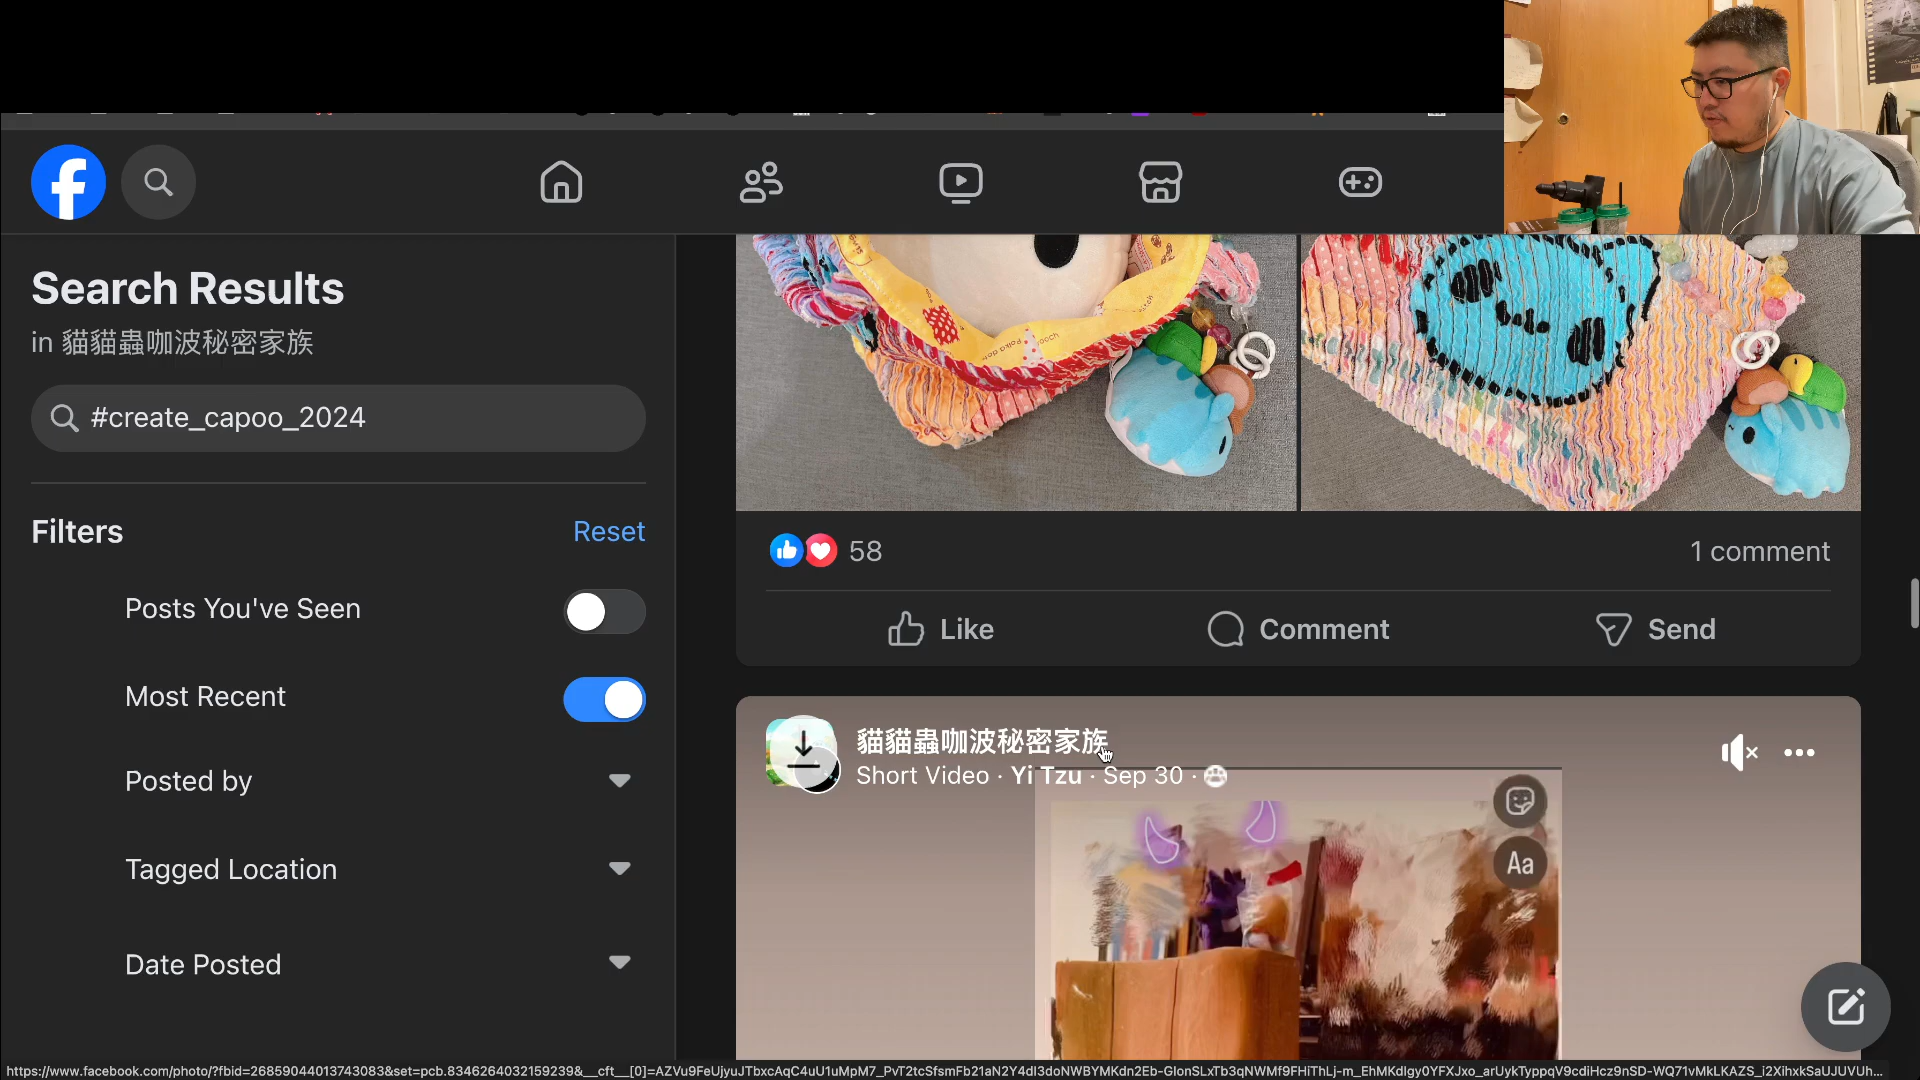 Search Results
in 貓貓蟲咖波秘密家族
#create_capoo_2024
Filters
Reset
Posts You've Seen
Most Recent
Posted by
Tagged Location
Date Posted
58
1 comment
Like
Comment
Send
貓貓蟲咖波秘密家族
Short Video · Yi Tzu · Sep 30 ·
Aa